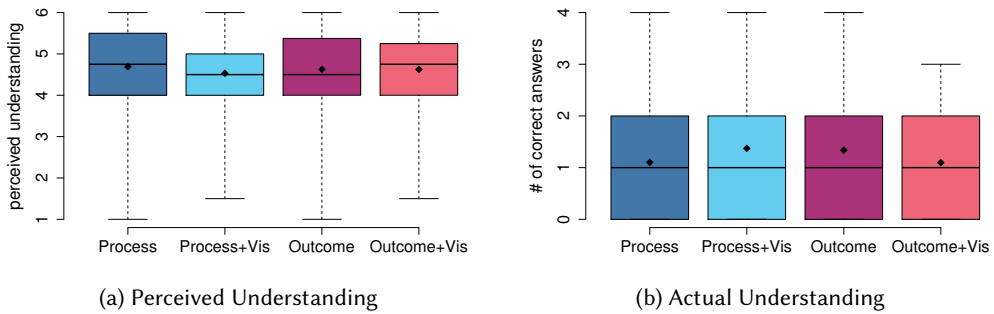 perceived understanding
6
5
4
3
2
1
Process
Process+Vis
Outcome
Outcome+Vis
(a) Perceived Understanding
# of correct answers
4
3
2
1
0
Process
Process+Vis
Outcome
Outcome+Vis
(b) Actual Understanding